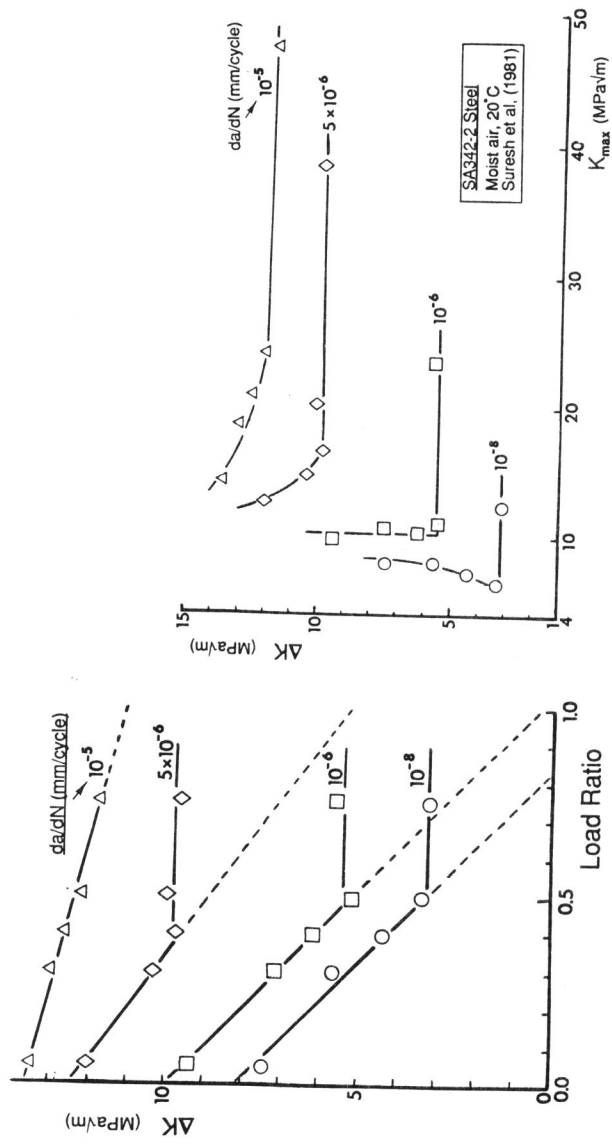 da/dN (mm/cycle)
10⁻⁵
5×10⁻⁶
10⁻⁶
10⁻⁸
ΔK
(MPa√m)
10
5
0
0.0
0.5
1.0
Load Ratio
da/dN (mm/cycle)
10⁻⁵
5×10⁻⁶
10⁻⁶
10⁻⁸
ΔK
(MPa√m)
15
10
5
1
4
10
20
30
50
Kmax (MPa√m)
SA342-2 Steel
Moist air, 20°C
Suresh et al, (1981)